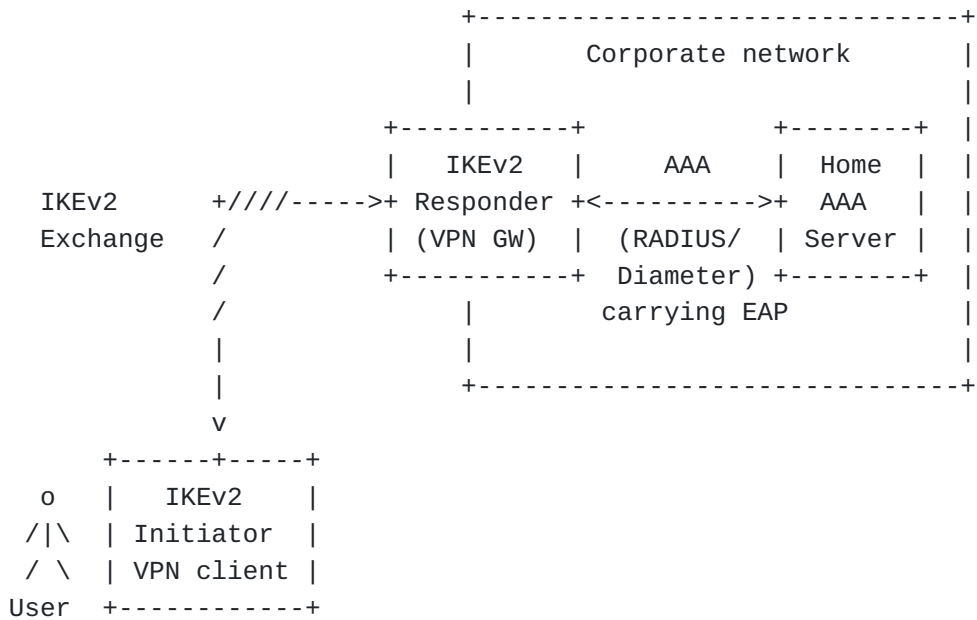 Corporate network
IKEv2 AAA Home
IKEv2 Responder AAA
Exchange (VPN GW) (RADIUS/ Server
Diameter)
carrying EAP
IKEv2
Initiator
VPN client
User